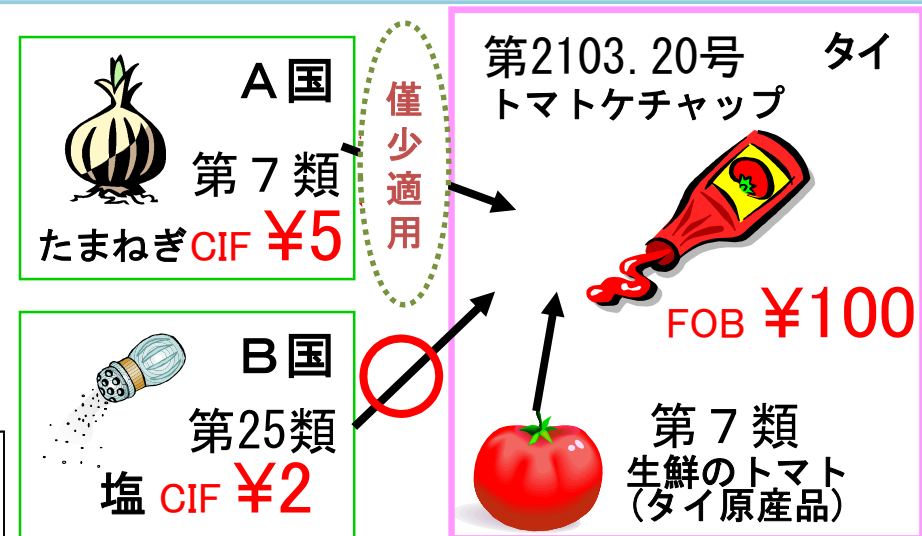 A国
第7類
たまねぎCIF ¥5
僅少適用
B国
第25類
塩 CIF ¥2
第2103.20号
タイ
トマトケチャップ
FOB ¥100
第7類
生鮮のトマト
(タイ原産品)